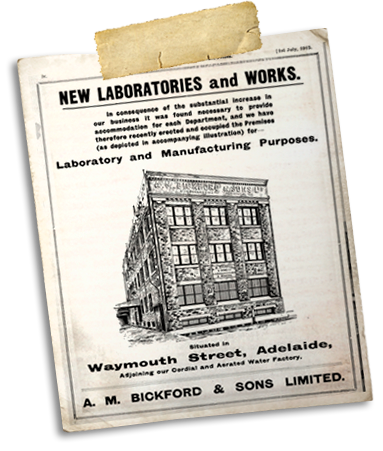 1st July, 1912.
NEW LABORATORIES and WORKS.
In consequence of the substantial increase in
our business it was found necessary to provide
accommodation for each Department, and we have
therefore recently erected and occupied the Premises
(as depicted in accompanying illustration) for—
Laboratory and Manufacturing Purposes.
Situated in
Waymouth Street, Adelaide,
Adjoining our Cordial and Aerated Water Factory.
A. M. BICKFORD & SONS LIMITED.